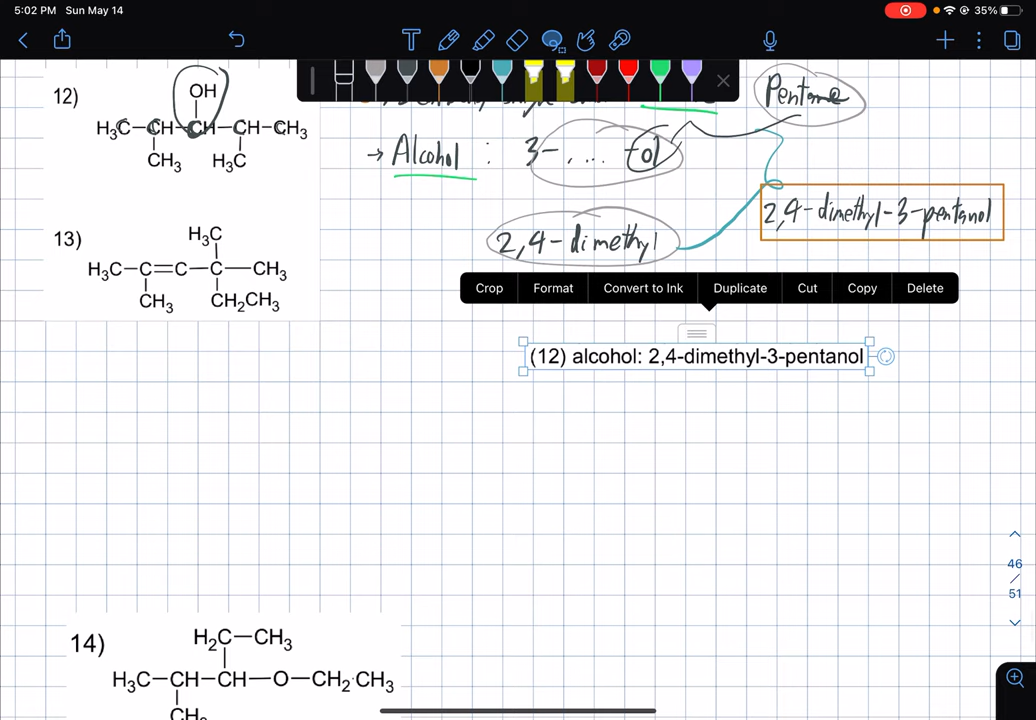 5:02 PM Sun May 14
35%
12)
OH
H₃C—CH—CH—CH—CH₃
CH₃ H₃C
Pentane
→ Alcohol : 3-, .... -ol
2,4-dimethyl-3-pentanol
2,4-dimethyl
13)
H₃C
H₃C—C=C—C—CH₃
CH₃ CH₂CH₃
Crop Format Convert to Ink Duplicate Cut Copy Delete
(12) alcohol: 2,4-dimethyl-3-pentanol
46
/
51
14)
H₂C—CH₃
H₃C—CH—CH—O—CH₂·CH₃